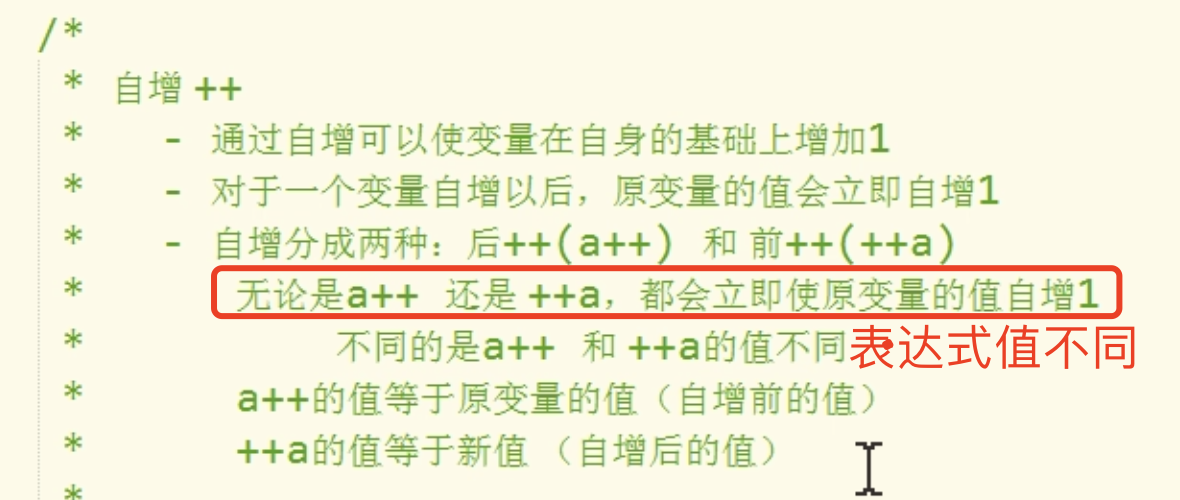 /*
* 自增 ++
* - 通过自增可以使变量在自身的基础上增加1
* - 对于一个变量自增以后，原变量的值会立即自增1
* - 自增分成两种：后++(a++) 和 前++(++a)
* 无论是a++ 还是 ++a，都会立即使原变量的值自增1
* 不同的是a++ 和 ++a的值不同 表达式值不同
* a++的值等于原变量的值（自增前的值）
* ++a的值等于新值 （自增后的值）
*